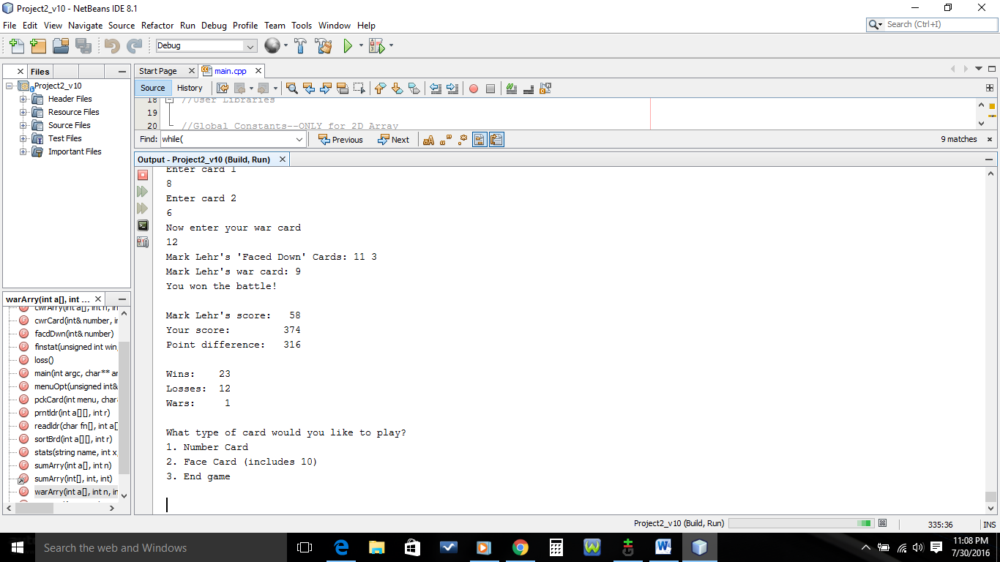 Project2_v10 - NetBeans IDE 8.1
File Edit View Navigate Source Refactor Run Debug Profile Team Tools Window Help
Search (Ctrl+I)
Debug
Files
Project2_v10
Header Files
Resource Files
Source Files
Test Files
Important Files
Start Page
main.cpp
Source History
18 //User Libraries
19
20 //Global Constants--ONLY for 2D Array
Find: while( Previous Next 9 matches
Output - Project2_v10 (Build, Run)
Enter card 1
8
Enter card 2
6
Now enter your war card
12
Mark Lehr's 'Faced Down' Cards: 11 3
Mark Lehr's war card: 9
You won the battle!
Mark Lehr's score: 58
Your score: 374
Point difference: 316
Wins: 23
Losses: 12
Wars: 1
What type of card would you like to play?
1. Number Card
2. Face Card (includes 10)
3. End game
warArry(int a[], int ...
cwrArry(int a[], int n, in
cwrCard(int& number, in
facdDwn(int& number)
finstat(unsigned int win,
loss()
main(int argc, char** ar
menuOpt(unsigned int&
pckCard(int menu, char
prntldr(int a[][], int r)
readldr(char fn[], int a[]
sortBrd(int a[][], int r)
stats(string name, int x,
sumArry(int a[], int n)
sumArry(int[], int, int)
warArry(int a[], int n, in
Project2_v10 (Build, Run)
335:36 INS
Search the web and Windows
11:08 PM
7/30/2016